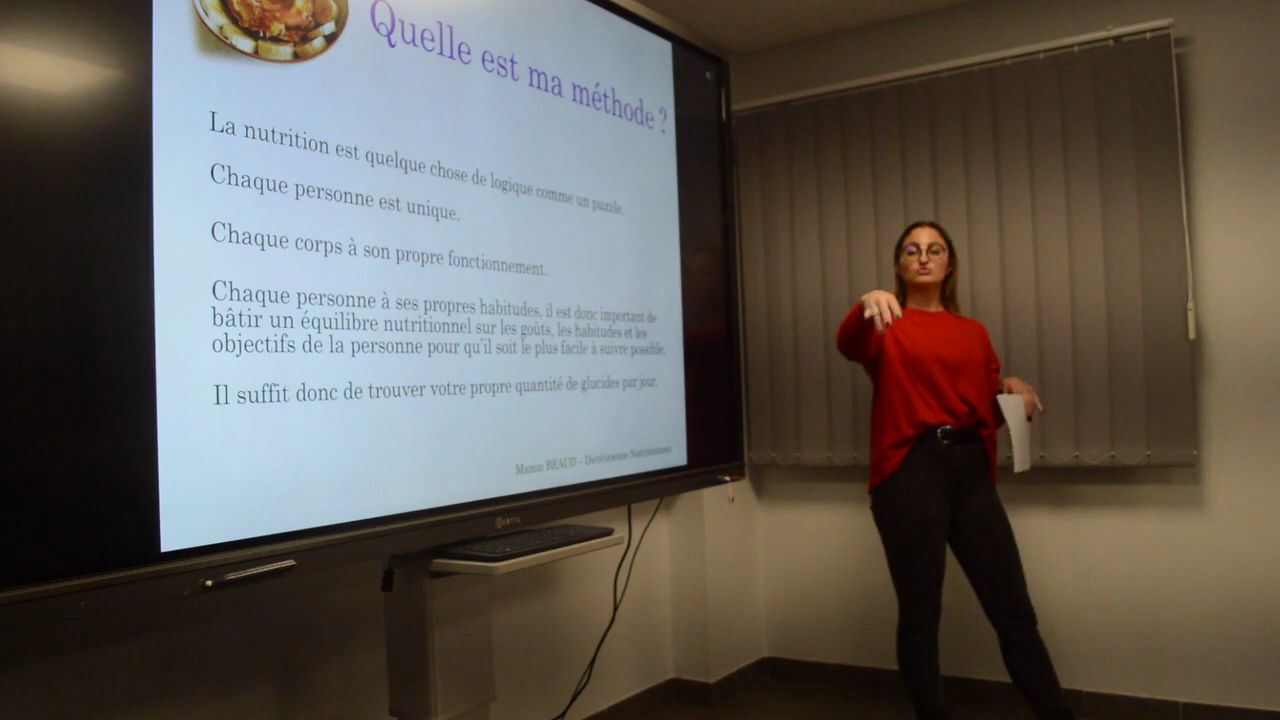 Quelle est ma méthode ?
La nutrition est quelque chose de logique comme un puzzle.
Chaque personne est unique.
Chaque corps à son propre fonctionnement.
Chaque personne à ses propres habitudes, il est donc important de
bâtir un équilibre nutritionnel sur les goûts, les habitudes et les
objectifs de la personne pour qu'il soit le plus facile à suivre possible.
Il suffit donc de trouver votre propre quantité de glucides par jour.
Manon BEAUD - Diététicienne Nutritionniste